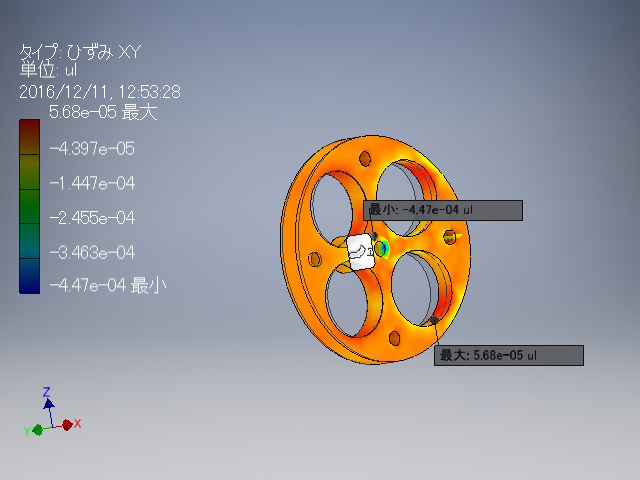 タイプ: ひずみ XY
単位: ul
2016/12/11, 12:53:28
5.68e-05 最大
-4.397e-05
-1.447e-04
-2.455e-04
-3.463e-04
-4.47e-04 最小
最小: -4.47e-04 ul
最大: 5.68e-05 ul
Z
Y
X